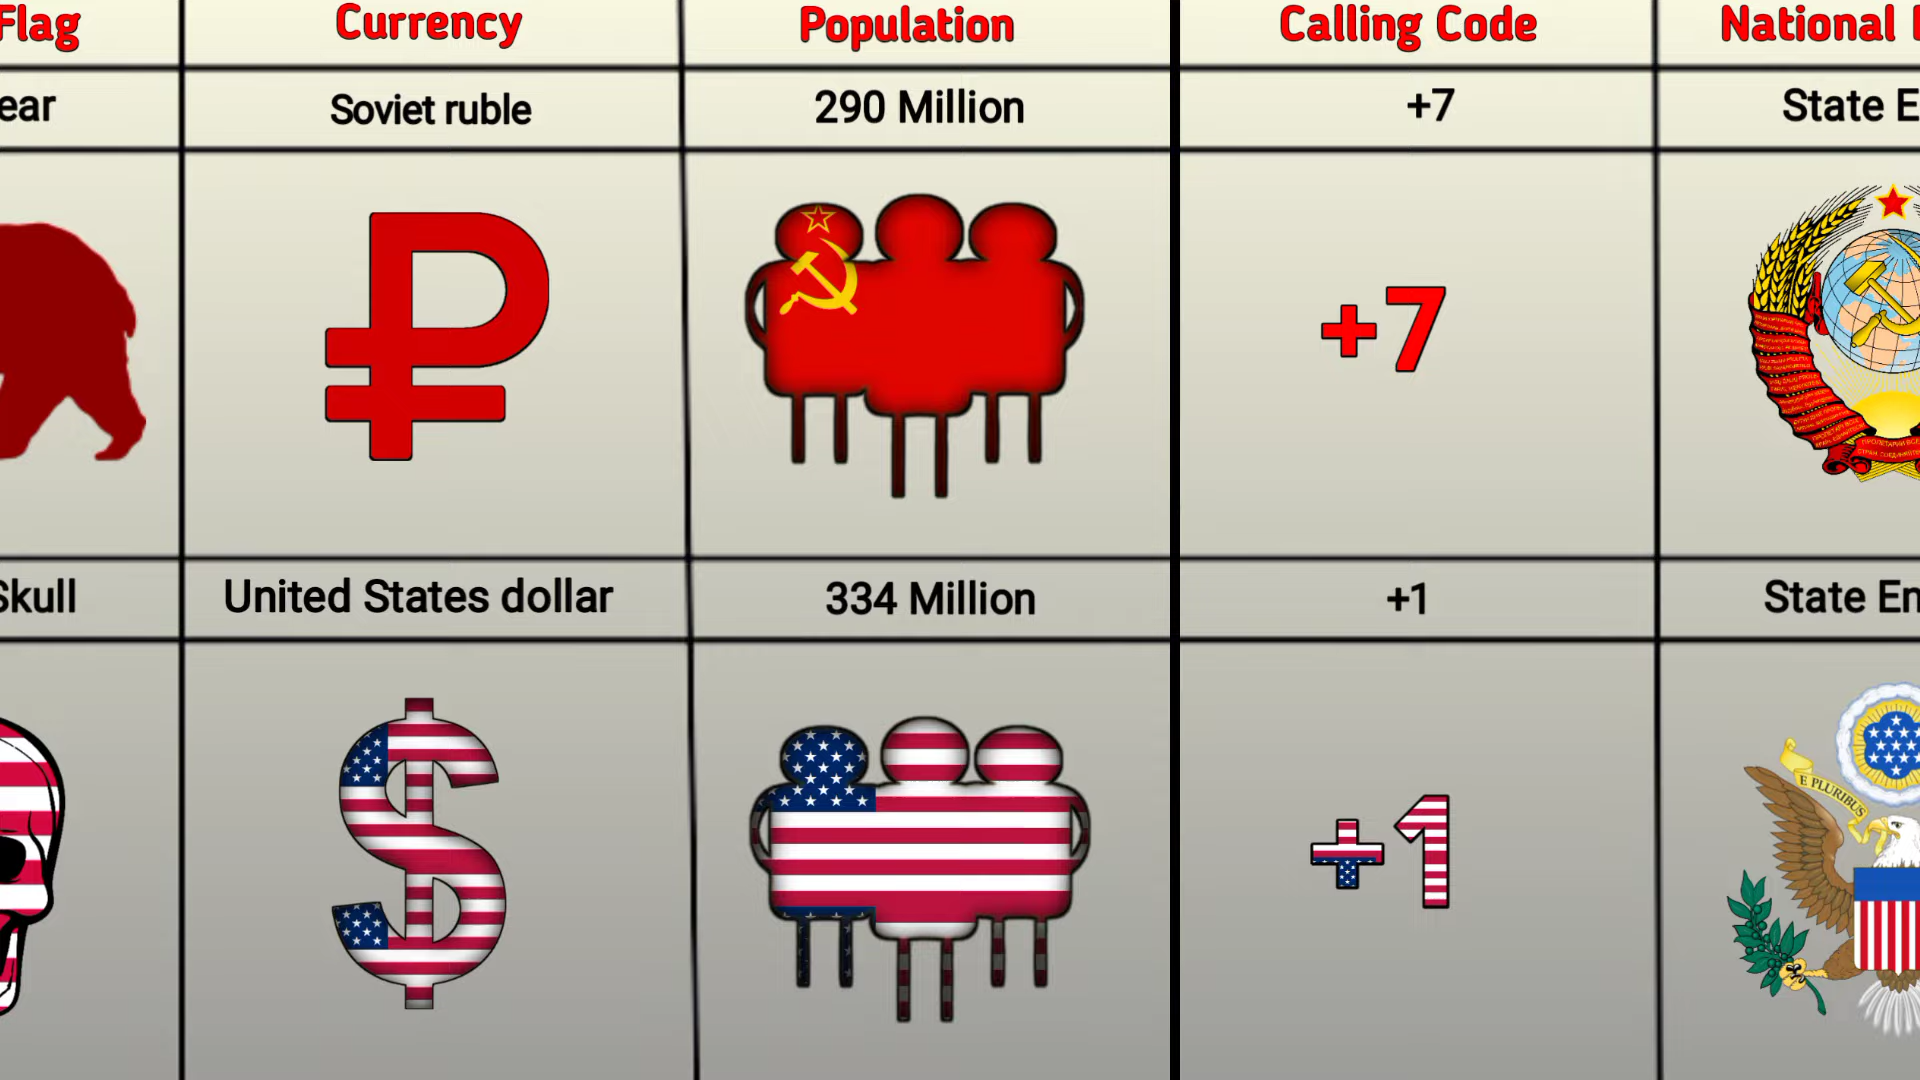 Flag Currency Population Calling Code National
ear Soviet ruble 290 Million +7 State E
+7
Skull United States dollar 334 Million +1 State En
+1
E PLURIBUS